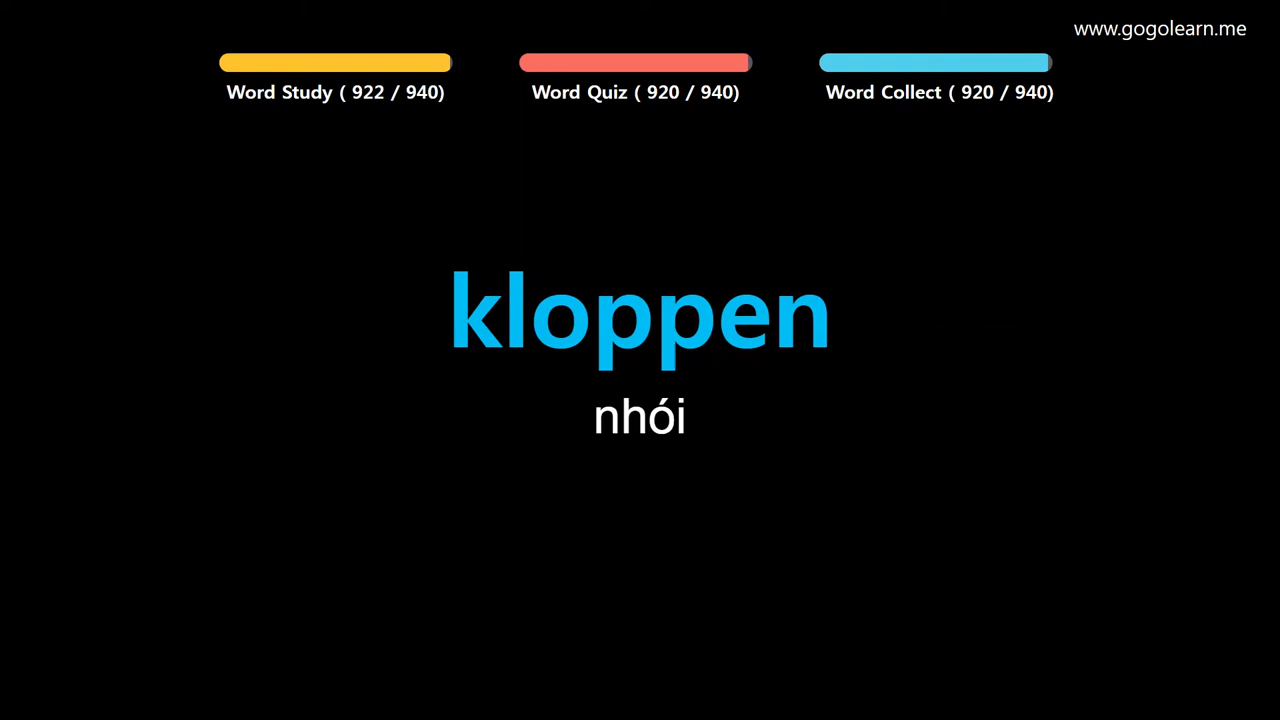 www.gogolearn.me
Word Study ( 922 / 940)
Word Quiz ( 920 / 940)
Word Collect ( 920 / 940)
kloppen
nhói